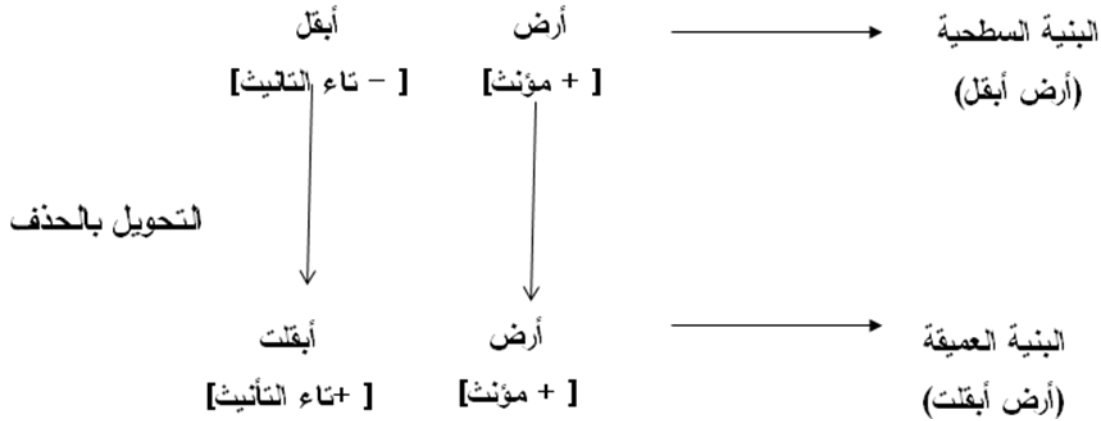 البنية السطحية أرض أبقل
(أرض أبقل) [ + مؤنث] [ – تاء التانيث]
التحويل بالحذف
البنية العميقة أرض أبقلت
(أرض أبقلت) [ + مؤنث] [ +تاء التأنيث]